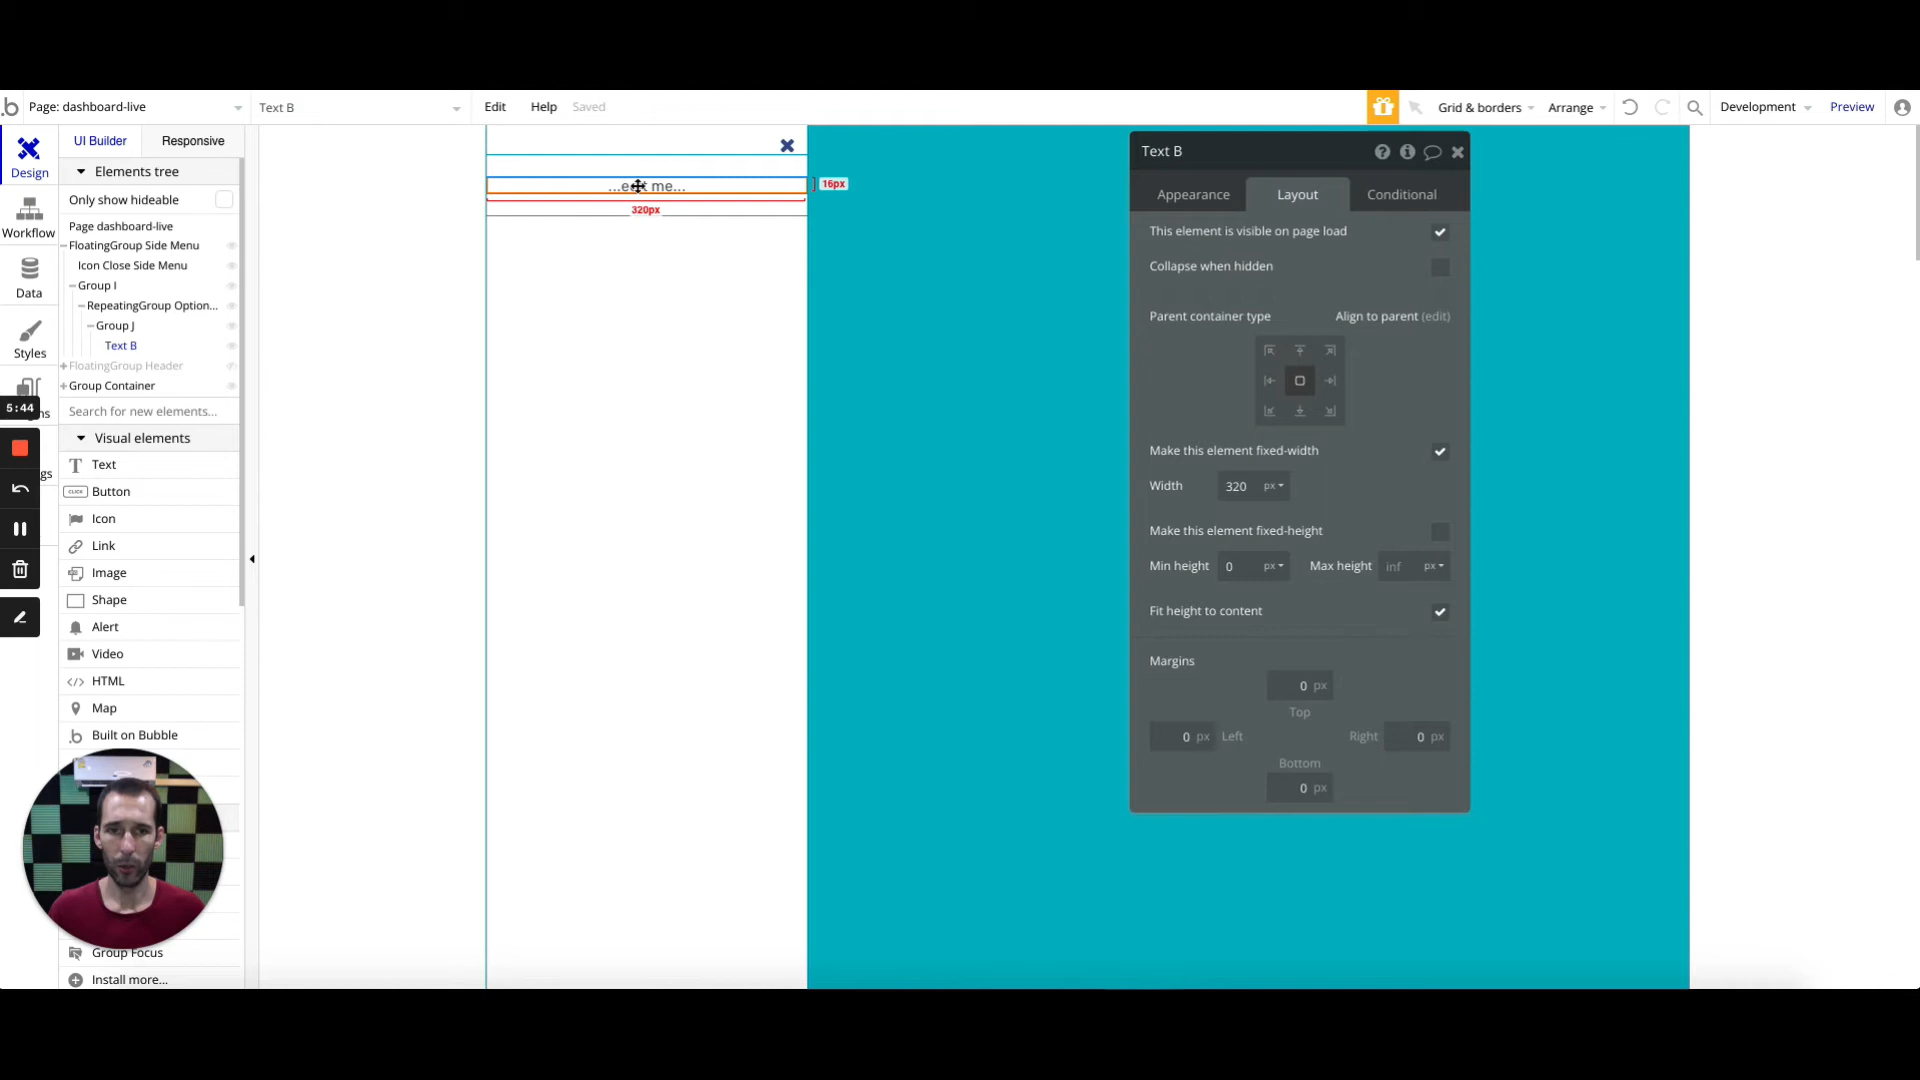 Page: dashboard-live
Text B
Edit
Help
Saved
Grid & borders
Arrange
Development
Preview
Design
Workflow
Data
Styles
ns
5:44
gs
UI Builder
Responsive
Elements tree
Only show hideable
Page dashboard-live
FloatingGroup Side Menu
Icon Close Side Menu
Group I
RepeatingGroup Option...
Group J
Text B
FloatingGroup Header
Group Container
Search for new elements...
Visual elements
Text
Button
CLICK
Icon
Link
Image
Shape
Alert
Video
HTML
Map
Built on Bubble
Group Focus
Install more...
16px
320px
Text B
Appearance
Layout
Conditional
This element is visible on page load
Collapse when hidden
Parent container type
Align to parent (edit)
Make this element fixed-width
Width
320 px
Make this element fixed-height
Min height
0 px
Max height
inf px
Fit height to content
Margins
0 px
Top
0 px
Left
Right
0 px
Bottom
0 px